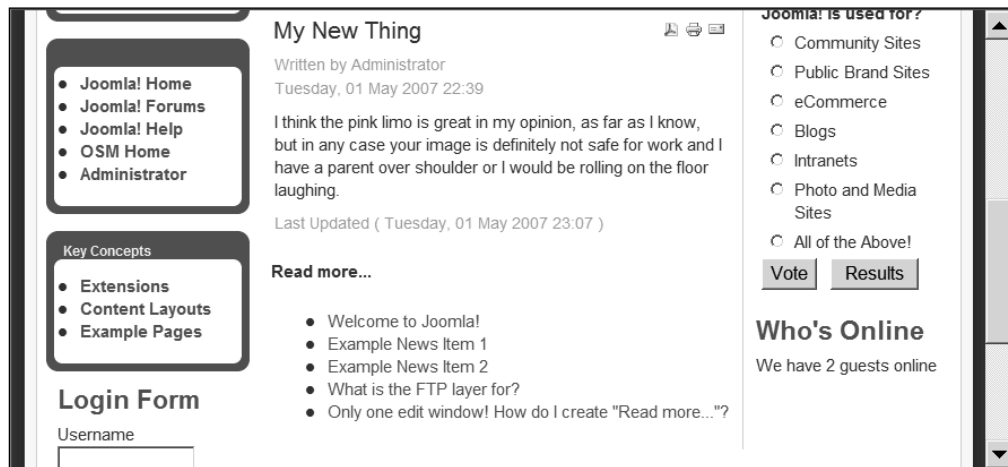 Joomla! Home
Joomla! Forums
Joomla! Help
OSM Home
Administrator
Key Concepts
Extensions
Content Layouts
Example Pages
Login Form
Username
My New Thing
Written by Administrator
Tuesday, 01 May 2007 22:39
I think the pink limo is great in my opinion, as far as I know,
but in any case your image is definitely not safe for work and I
have a parent over shoulder or I would be rolling on the floor
laughing.
Last Updated ( Tuesday, 01 May 2007 23:07 )
Read more...
Welcome to Joomla!
Example News Item 1
Example News Item 2
What is the FTP layer for?
Only one edit window! How do I create "Read more..."?
Joomla! is used for?
Community Sites
Public Brand Sites
eCommerce
Blogs
Intranets
Photo and Media
Sites
All of the Above!
Vote Results
Who's Online
We have 2 guests online